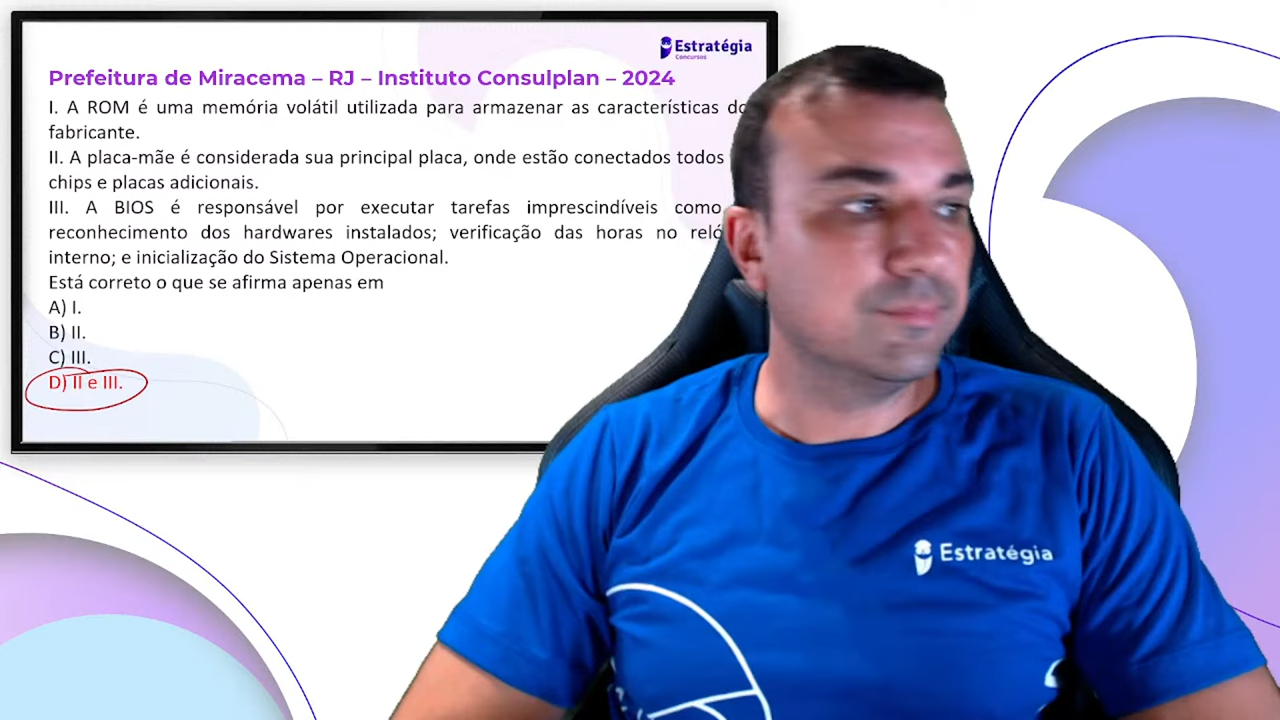 Estratégia
Concursos
Prefeitura de Miracema – RJ – Instituto Consulplan – 2024
I. A ROM é uma memória volátil utilizada para armazenar as características do
fabricante.
II. A placa-mãe é considerada sua principal placa, onde estão conectados todos
chips e placas adicionais.
III. A BIOS é responsável por executar tarefas imprescindíveis como
reconhecimento dos hardwares instalados; verificação das horas no
interno; e inicialização do Sistema Operacional.
Está correto o que se afirma apenas em
A) I.
B) II.
C) III.
D) II e III.
Estratégia